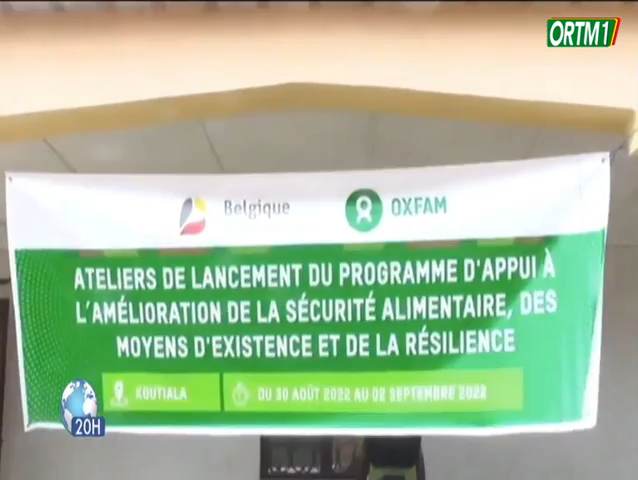 ORTM1
Belgique OXFAM
ATELIERS DE LANCEMENT DU PROGRAMME D'APPUI À
L'AMÉLIORATION DE LA SÉCURITÉ ALIMENTAIRE, DES
MOYENS D'EXISTENCE ET DE LA RÉSILIENCE
KOUTIALA DU 30 AOÛT 2022 AU 02 SEPTEMBRE 2022
20H